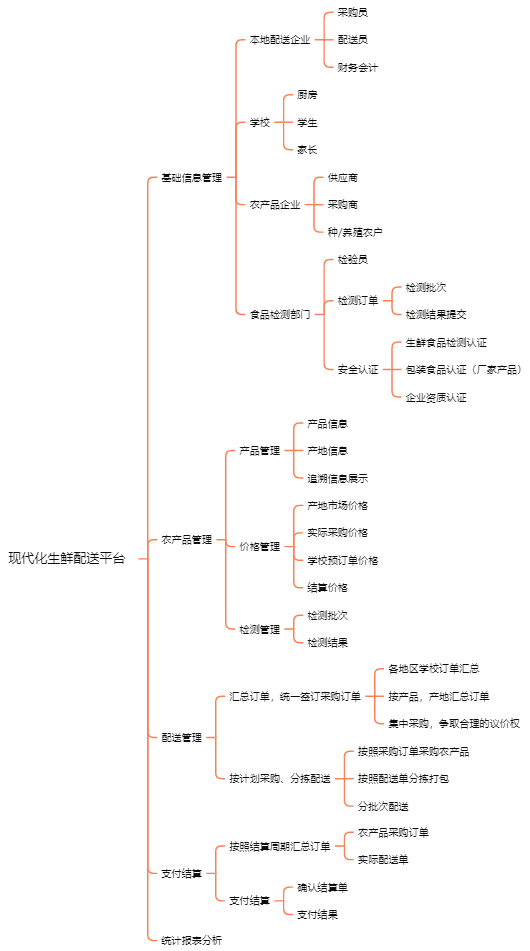 现代化生鲜配送平台
基础信息管理
本地配送企业
采购员
配送员
财务会计
学校
厨房
学生
家长
农产品企业
供应商
采购商
种/养殖农户
食品检测部门
检验员
检测订单
检测批次
检测结果提交
安全认证
生鲜食品检测认证
包装食品认证（厂家产品）
企业资质认证
农产品管理
产品管理
产品信息
产地信息
追溯信息展示
价格管理
产地市场价格
实际采购价格
学校预订单价格
结算价格
检测管理
检测批次
检测结果
配送管理
汇总订单，统一签订采购订单
各地区学校订单汇总
按产品，产地汇总订单
集中采购，争取合理的议价权
按计划采购、分拣配送
按照采购订单采购农产品
按照配送单分拣打包
分批次配送
支付结算
按照结算周期汇总订单
农产品采购订单
实际配送单
支付结算
确认结算单
支付结果
统计报表分析